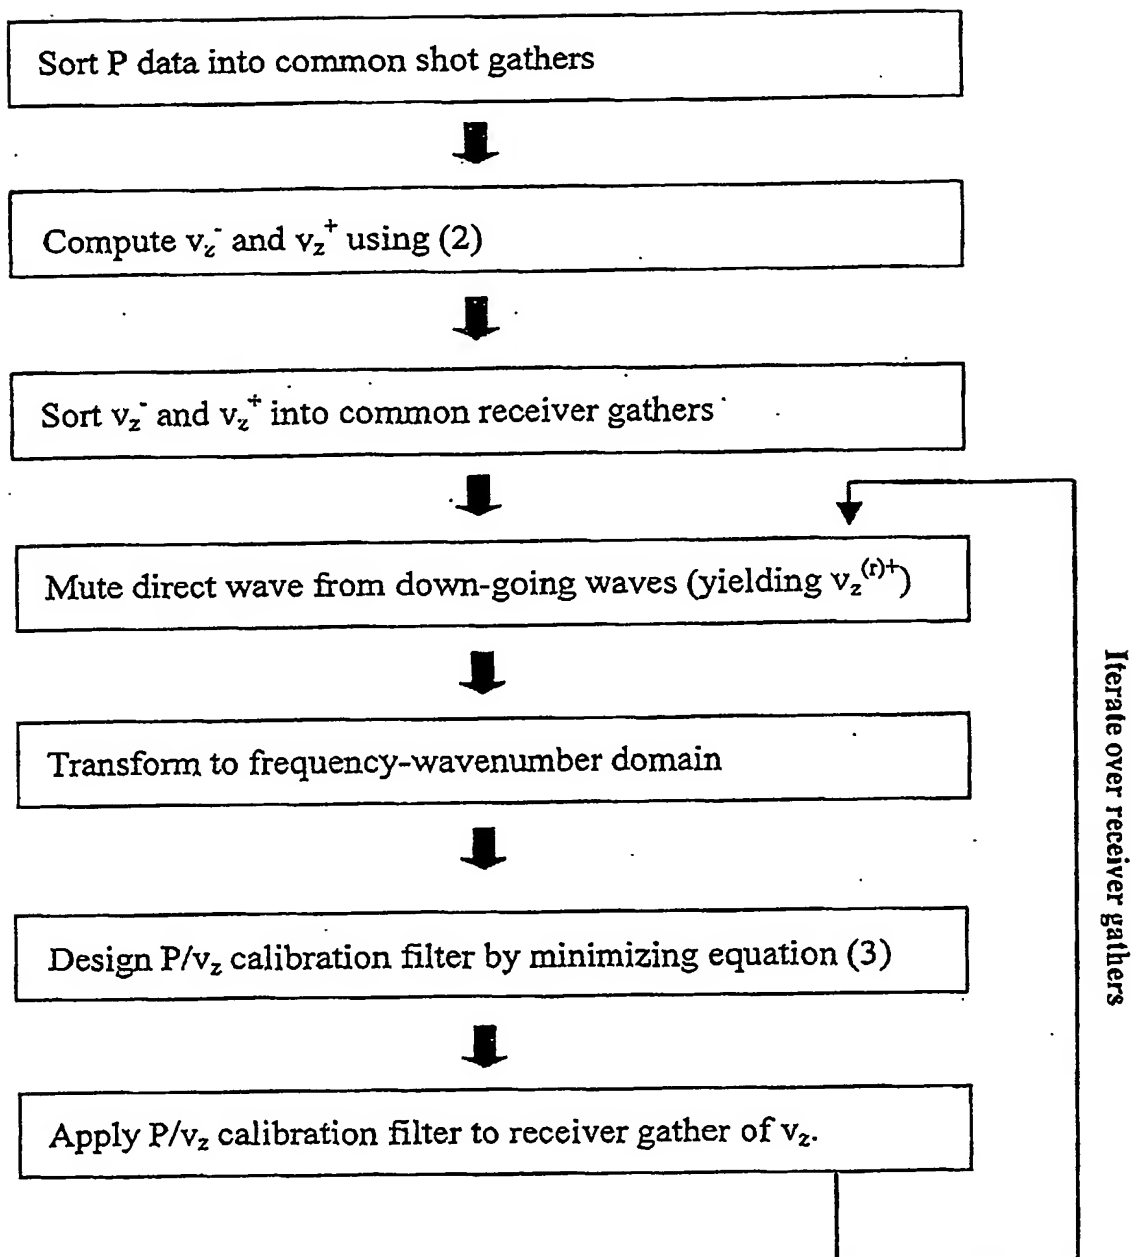 Sort P data into common shot gathers
Compute v_z^- and v_z^+ using (2)
Sort v_z^- and v_z^+ into common receiver gathers
Mute direct wave from down-going waves (yielding v_z^(r)+)
Transform to frequency-wavenumber domain
Design P/v_z calibration filter by minimizing equation (3)
Apply P/v_z calibration filter to receiver gather of v_z.
Iterate over receiver gathers